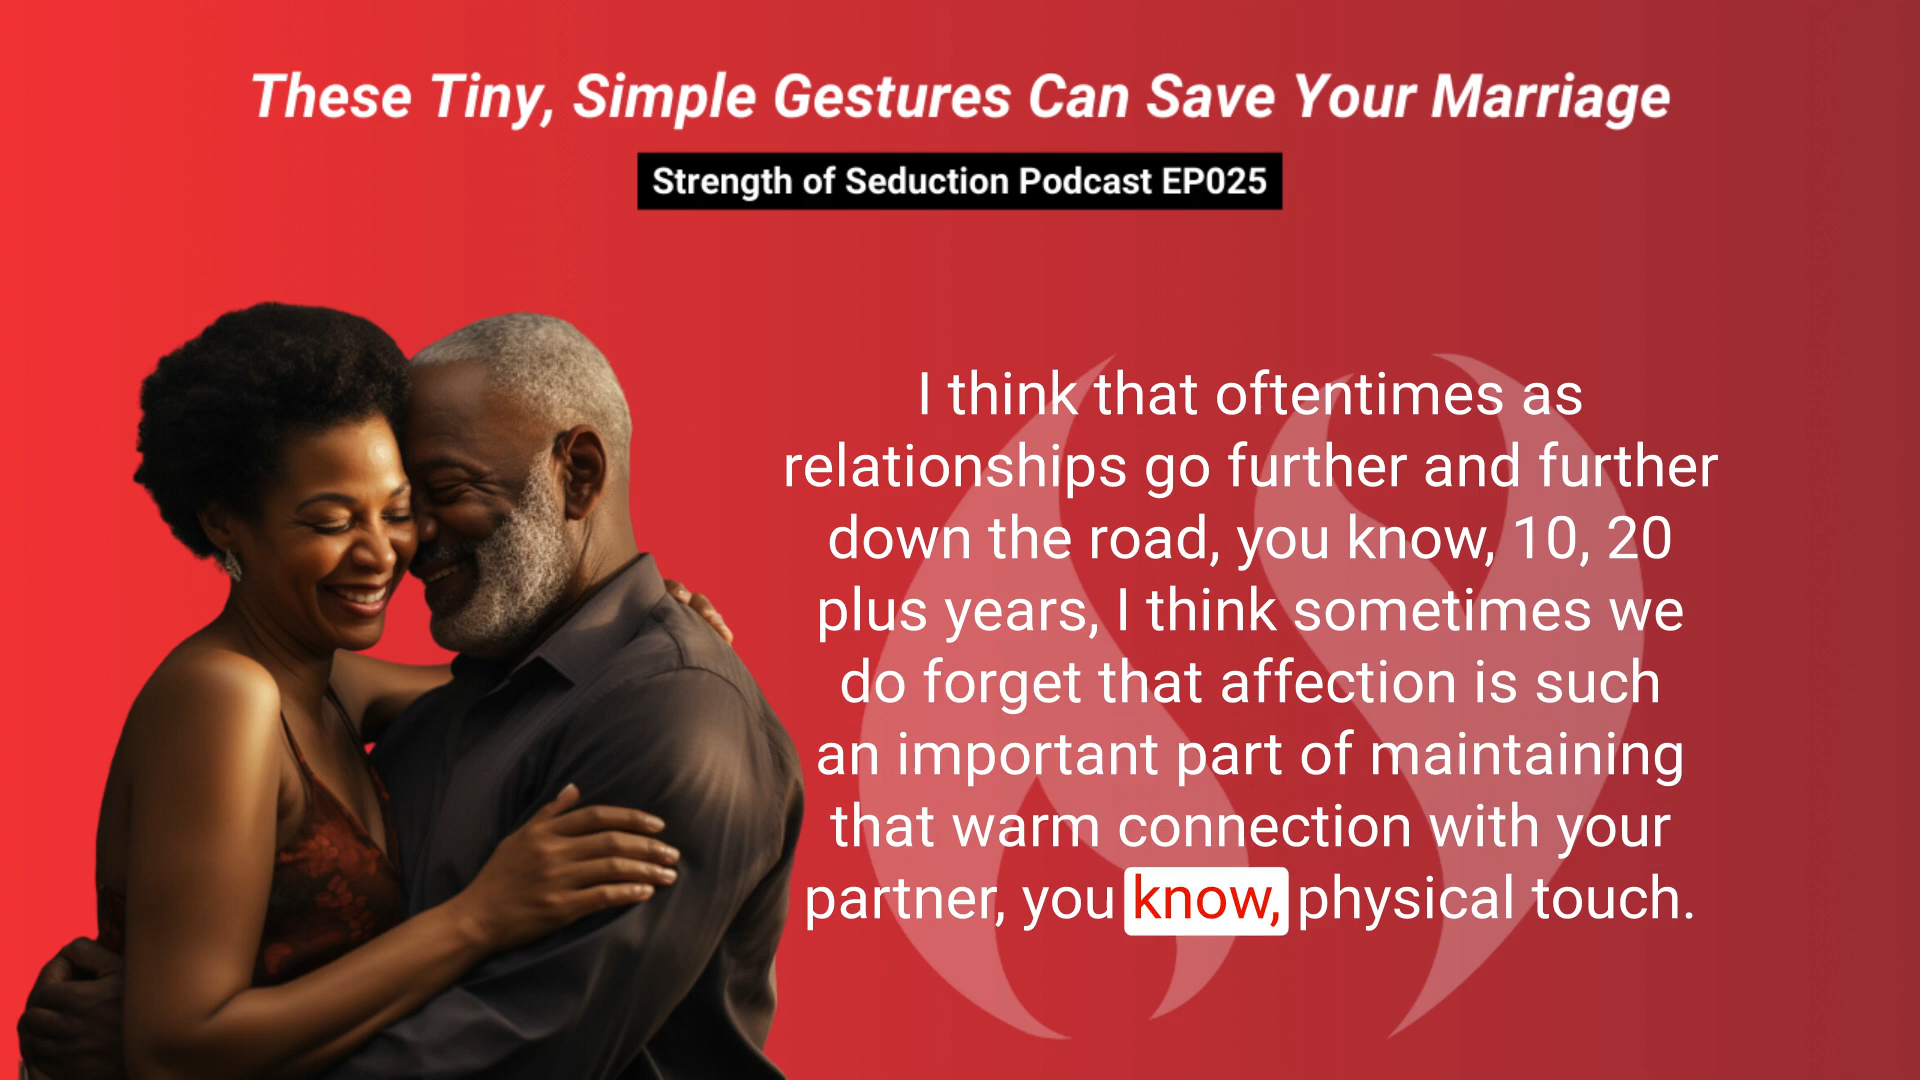 These Tiny, Simple Gestures Can Save Your Marriage
Strength of Seduction Podcast EP025
I think that oftentimes as
relationships go further and further
down the road, you know, 10, 20
plus years, I think sometimes we
do forget that affection is such
an important part of maintaining
that warm connection with your
partner, you know, physical touch.